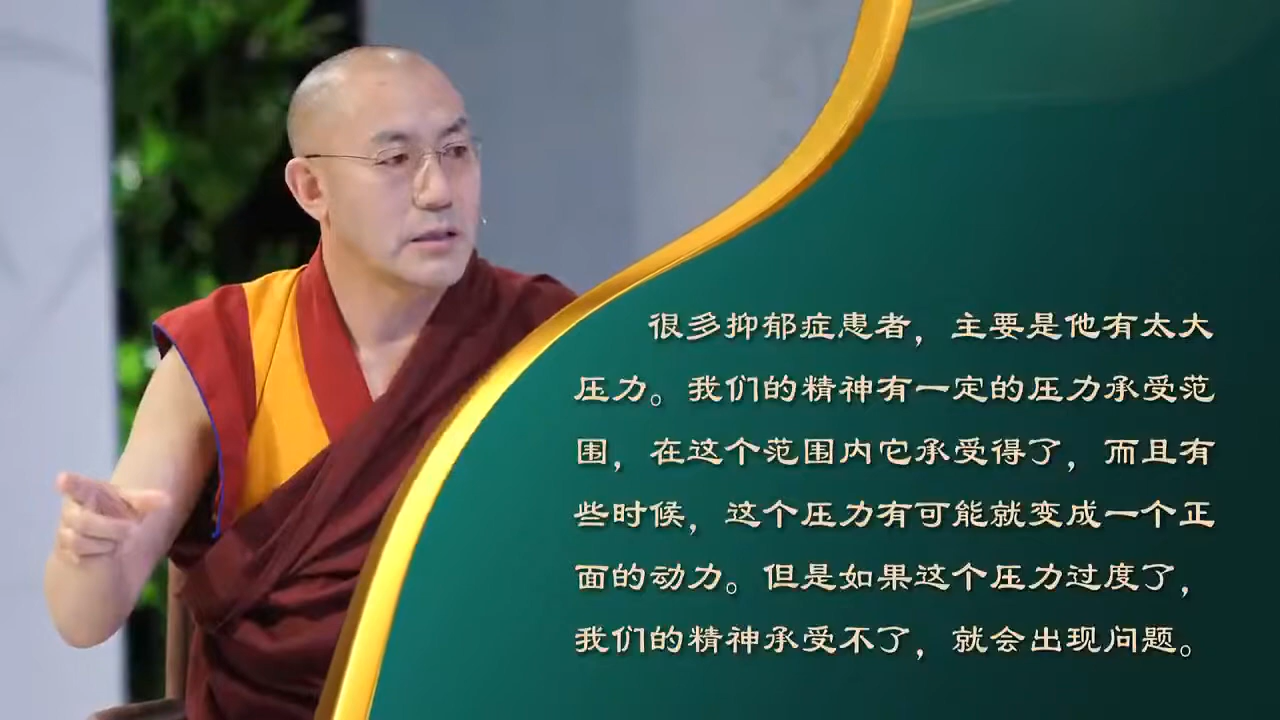 很多抑郁症患者，主要是他有太大
压力。我们的精神有一定的压力承受范
围，在这个范围内它承受得了，而且有
些时候，这个压力有可能就变成一个正
面的动力。但是如果这个压力过度了，
我们的精神承受不了，就会出现问题。